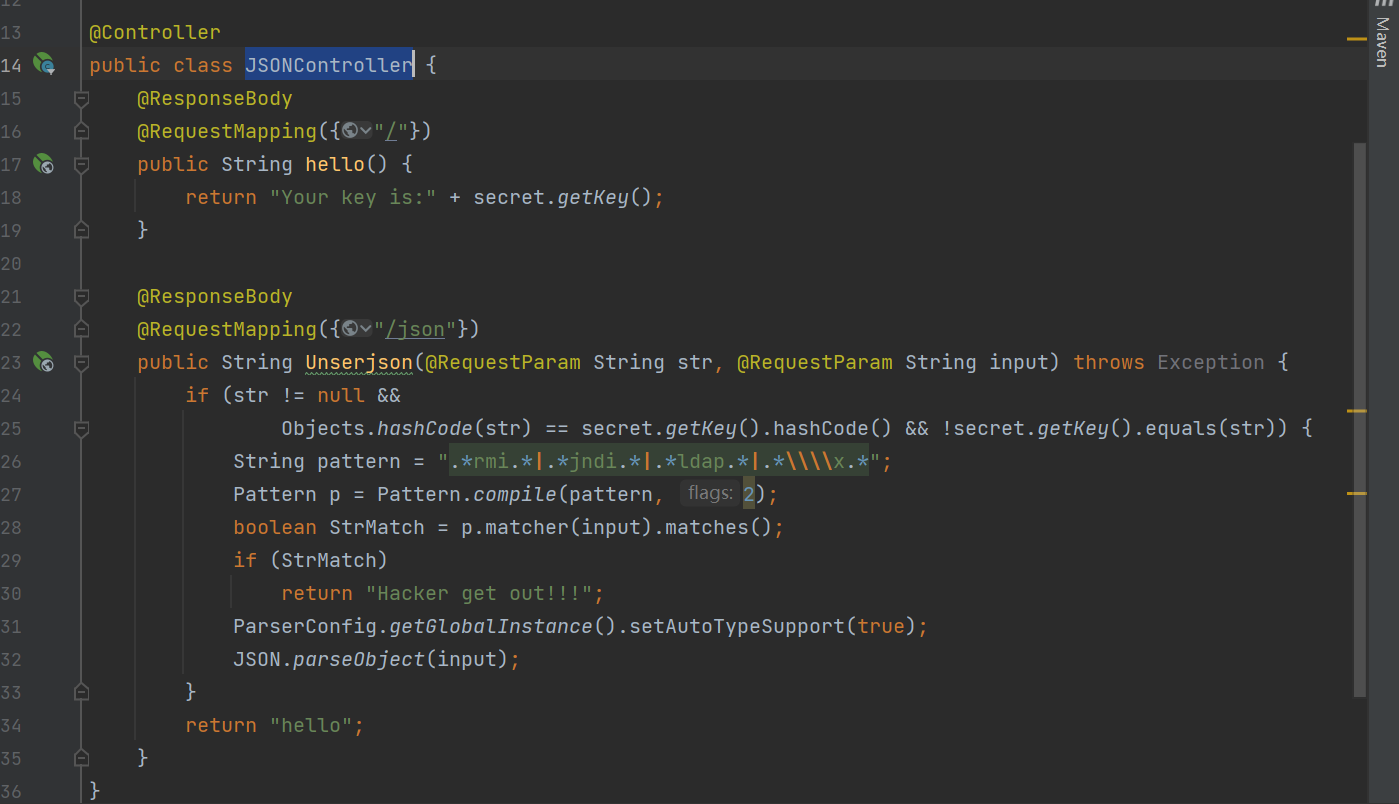 12
13 @Controller
14 public class JSONController {
15 @ResponseBody
16 @RequestMapping({"/"})
17 public String hello() {
18 return "Your key is:" + secret.getKey();
19 }
20
21 @ResponseBody
22 @RequestMapping({"/json"})
23 public String Unserjson(@RequestParam String str, @RequestParam String input) throws Exception {
24 if (str != null &&
25 Objects.hashCode(str) == secret.getKey().hashCode() && !secret.getKey().equals(str)) {
26 String pattern = ".*rmi.*|.*jndi.*|.*ldap.*|.*\\\\x.*";
27 Pattern p = Pattern.compile(pattern, flags: 2);
28 boolean StrMatch = p.matcher(input).matches();
29 if (StrMatch)
30 return "Hacker get out!!!";
31 ParserConfig.getGlobalInstance().setAutoTypeSupport(true);
32 JSON.parseObject(input);
33 }
34 return "hello";
35 }
36 }
Maven